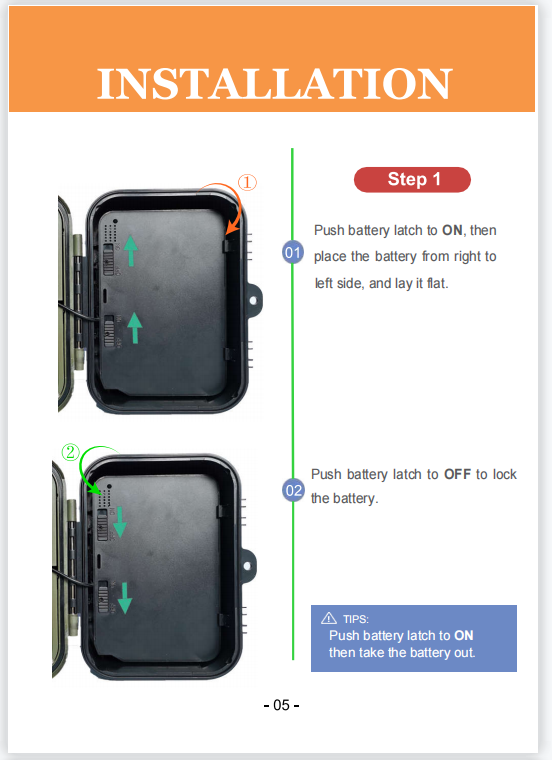 INSTALLATION
①
Step 1
01
Push battery latch to ON, then
place the battery from right to
left side, and lay it flat.
②
02
Push battery latch to OFF to lock
the battery.
TIPS:
Push battery latch to ON
then take the battery out.
- 05 -